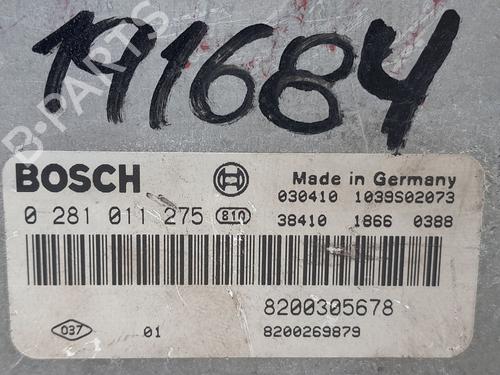 191684
B-PARTS
BOSCH
Made in Germany
030410 1039S02073
0 281 011 275 810
38410 1866 0388
8200305678
037 01 8200269879